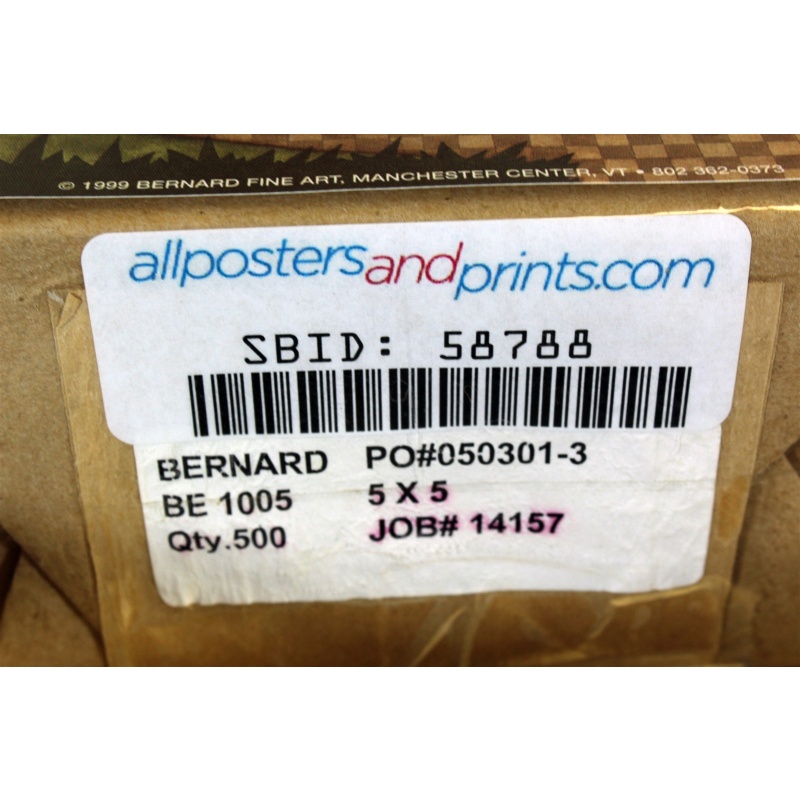 © 1999 BERNARD FINE ART, MANCHESTER CENTER, VT • 802 362-0373
allpostersandprints.com
SBID: 58788
BERNARD PO#050301-3
BE 1005 5 X 5
Qty.500 JOB# 14157